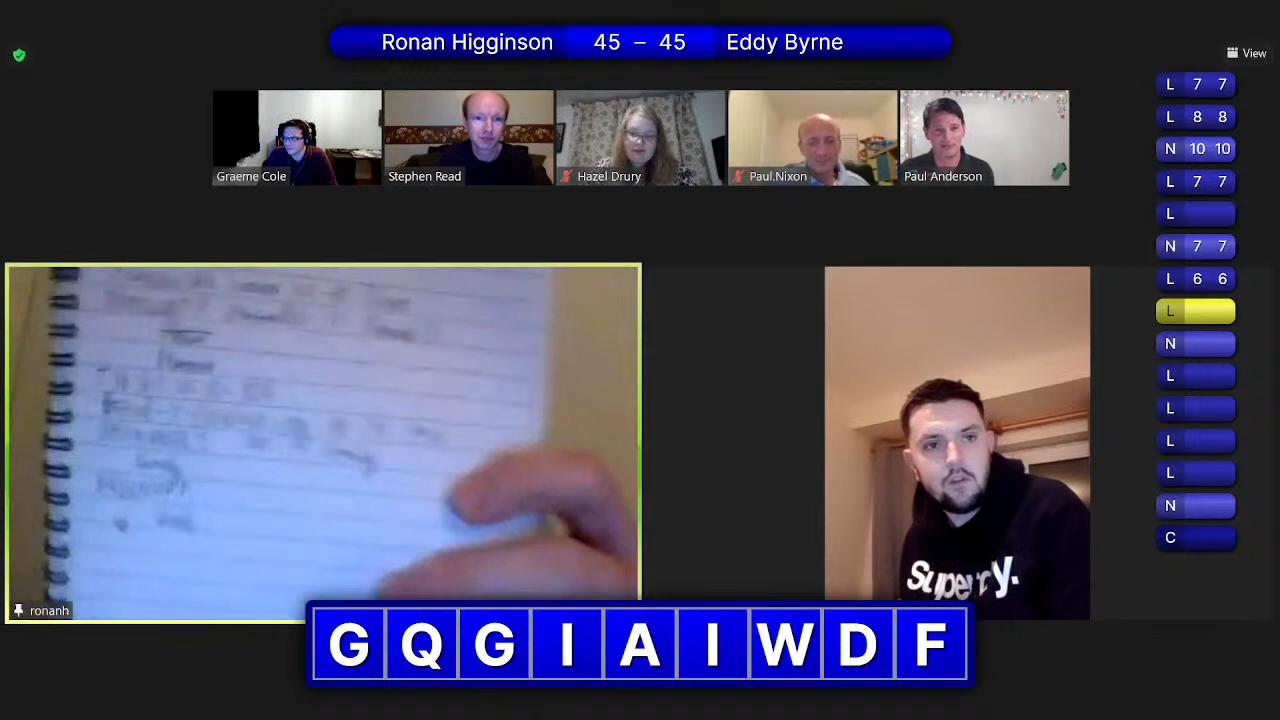 Ronan Higginson 45 – 45 Eddy Byrne
View
Graeme Cole
Stephen Read
Hazel Drury
Paul.Nixon
Paul Anderson
L 7 7
L 8 8
N 10 10
L 7 7
L
N 7 7
L 6 6
L
N
L
L
L
L
N
C
Superdry.
ronanh
G Q G I A I W D F